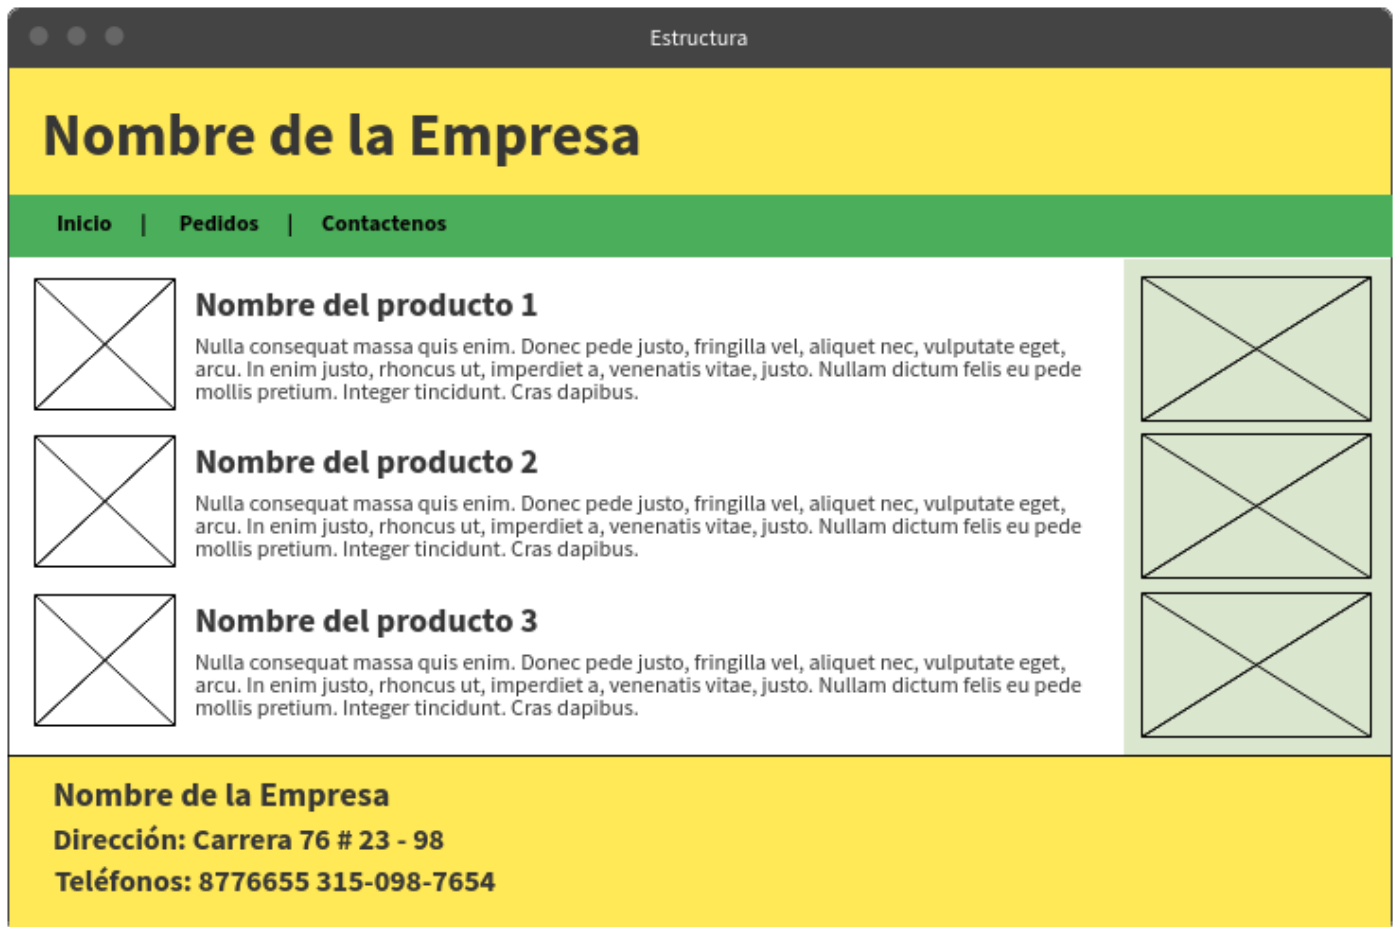 Estructura
Nombre de la Empresa
Inicio | Pedidos | Contactenos
Nombre del producto 1
Nulla consequat massa quis enim. Donec pede justo, fringilla vel, aliquet nec, vulputate eget,
arcu. In enim justo, rhoncus ut, imperdiet a, venenatis vitae, justo. Nullam dictum felis eu pede
mollis pretium. Integer tincidunt. Cras dapibus.
Nombre del producto 2
Nulla consequat massa quis enim. Donec pede justo, fringilla vel, aliquet nec, vulputate eget,
arcu. In enim justo, rhoncus ut, imperdiet a, venenatis vitae, justo. Nullam dictum felis eu pede
mollis pretium. Integer tincidunt. Cras dapibus.
Nombre del producto 3
Nulla consequat massa quis enim. Donec pede justo, fringilla vel, aliquet nec, vulputate eget,
arcu. In enim justo, rhoncus ut, imperdiet a, venenatis vitae, justo. Nullam dictum felis eu pede
mollis pretium. Integer tincidunt. Cras dapibus.
Nombre de la Empresa
Dirección: Carrera 76 # 23 - 98
Teléfonos: 8776655 315-098-7654